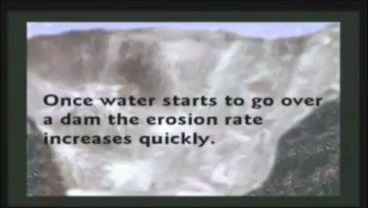 Once water starts to go over
a dam the erosion rate
increases quickly.